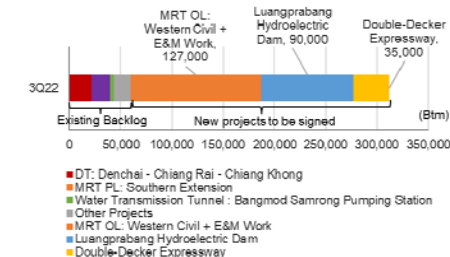 MRT OL:
Western Civil +
E&M Work,
127,000
Luangprabang
Hydroelectric
Dam, 90,000
Double-Decker
Expressway,
35,000
3Q22
(Btm)
Existing Backlog
New projects to be signed
0 50,000 100,000 150,000 200,000 250,000 300,000 350,000
DT: Denchai - Chiang Rai - Chiang Khong
MRT PL: Southern Extension
Water Transmission Tunnel : Bangmod Samrong Pumping Station
Other Projects
MRT OL: Western Civil + E&M Work
Luangprabang Hydroelectric Dam
Double-Decker Expressway